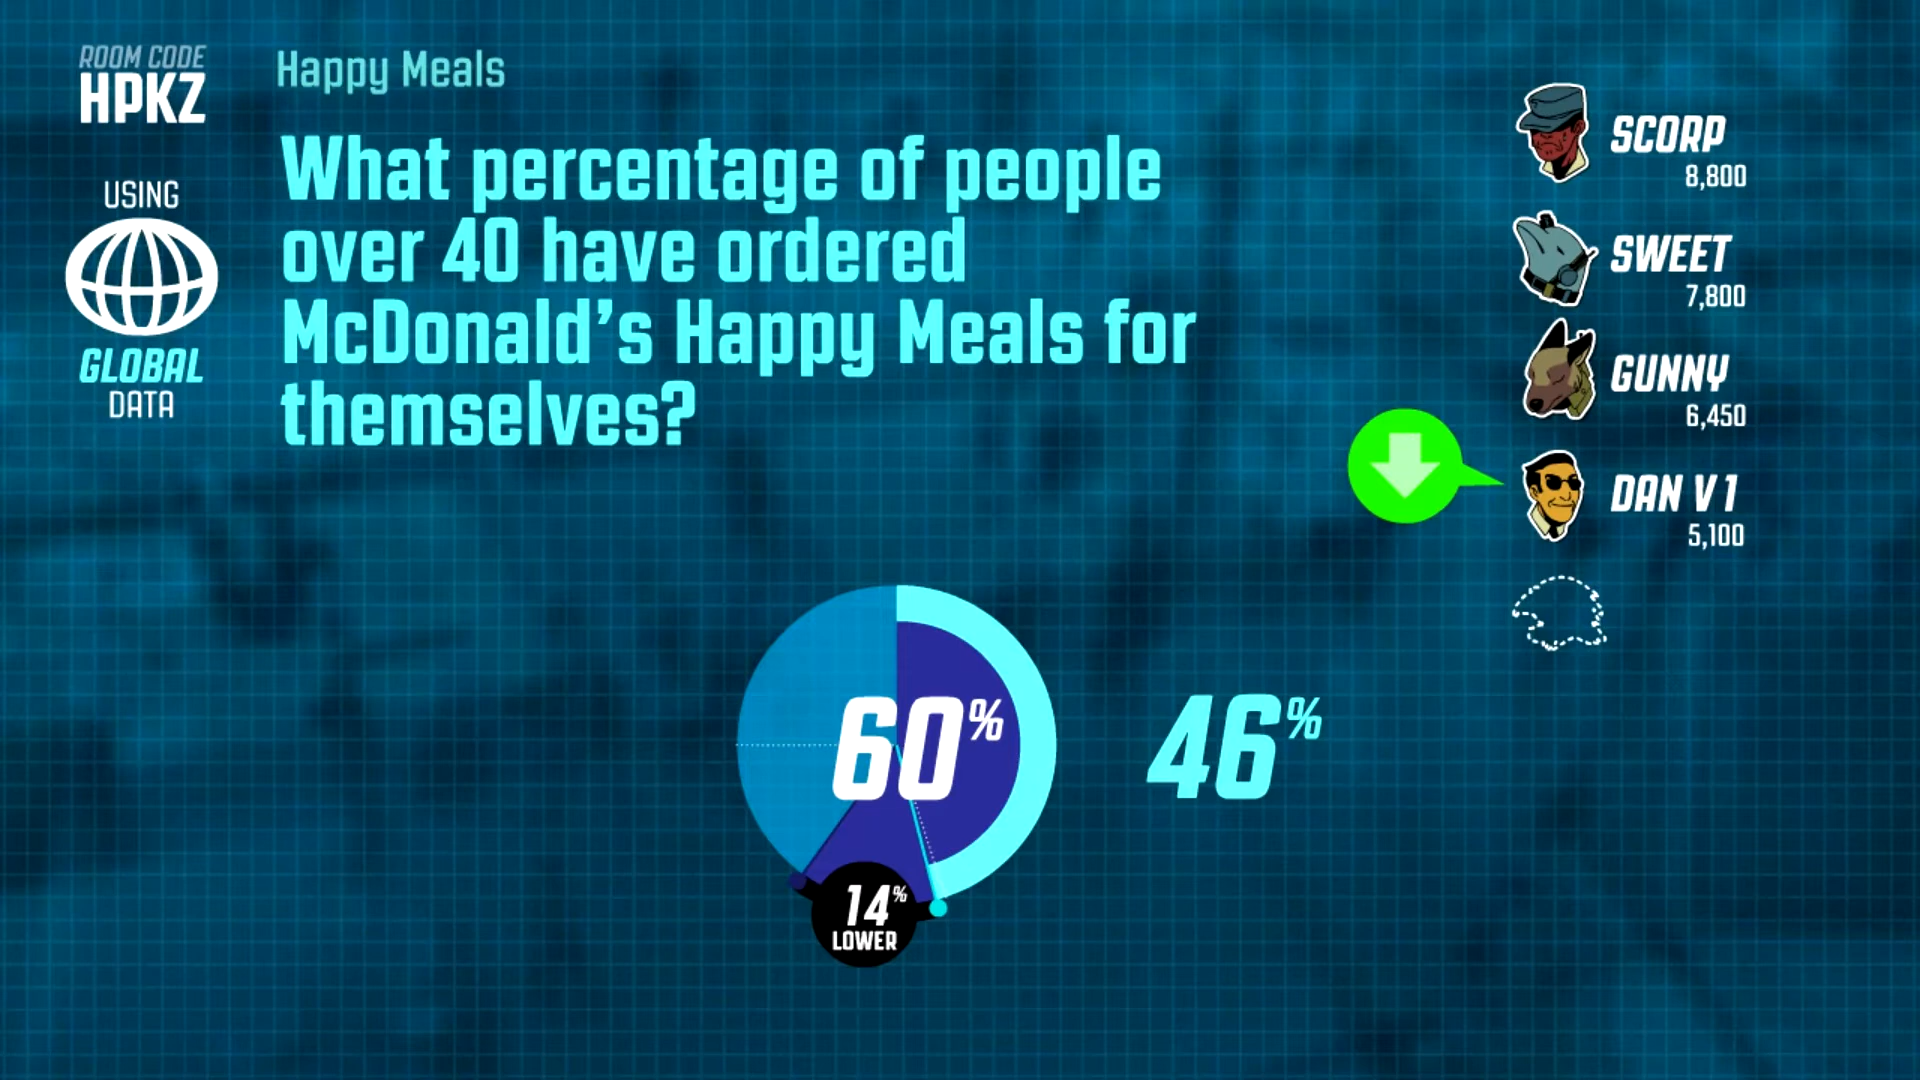 ROOM CODE
HPKZ
USING
GLOBAL
DATA
Happy Meals
What percentage of people
over 40 have ordered
McDonald's Happy Meals for
themselves?
SCORP
8,800
SWEET
7,800
GUNNY
6,450
DAN V 1
5,100
60%
46%
14%
LOWER